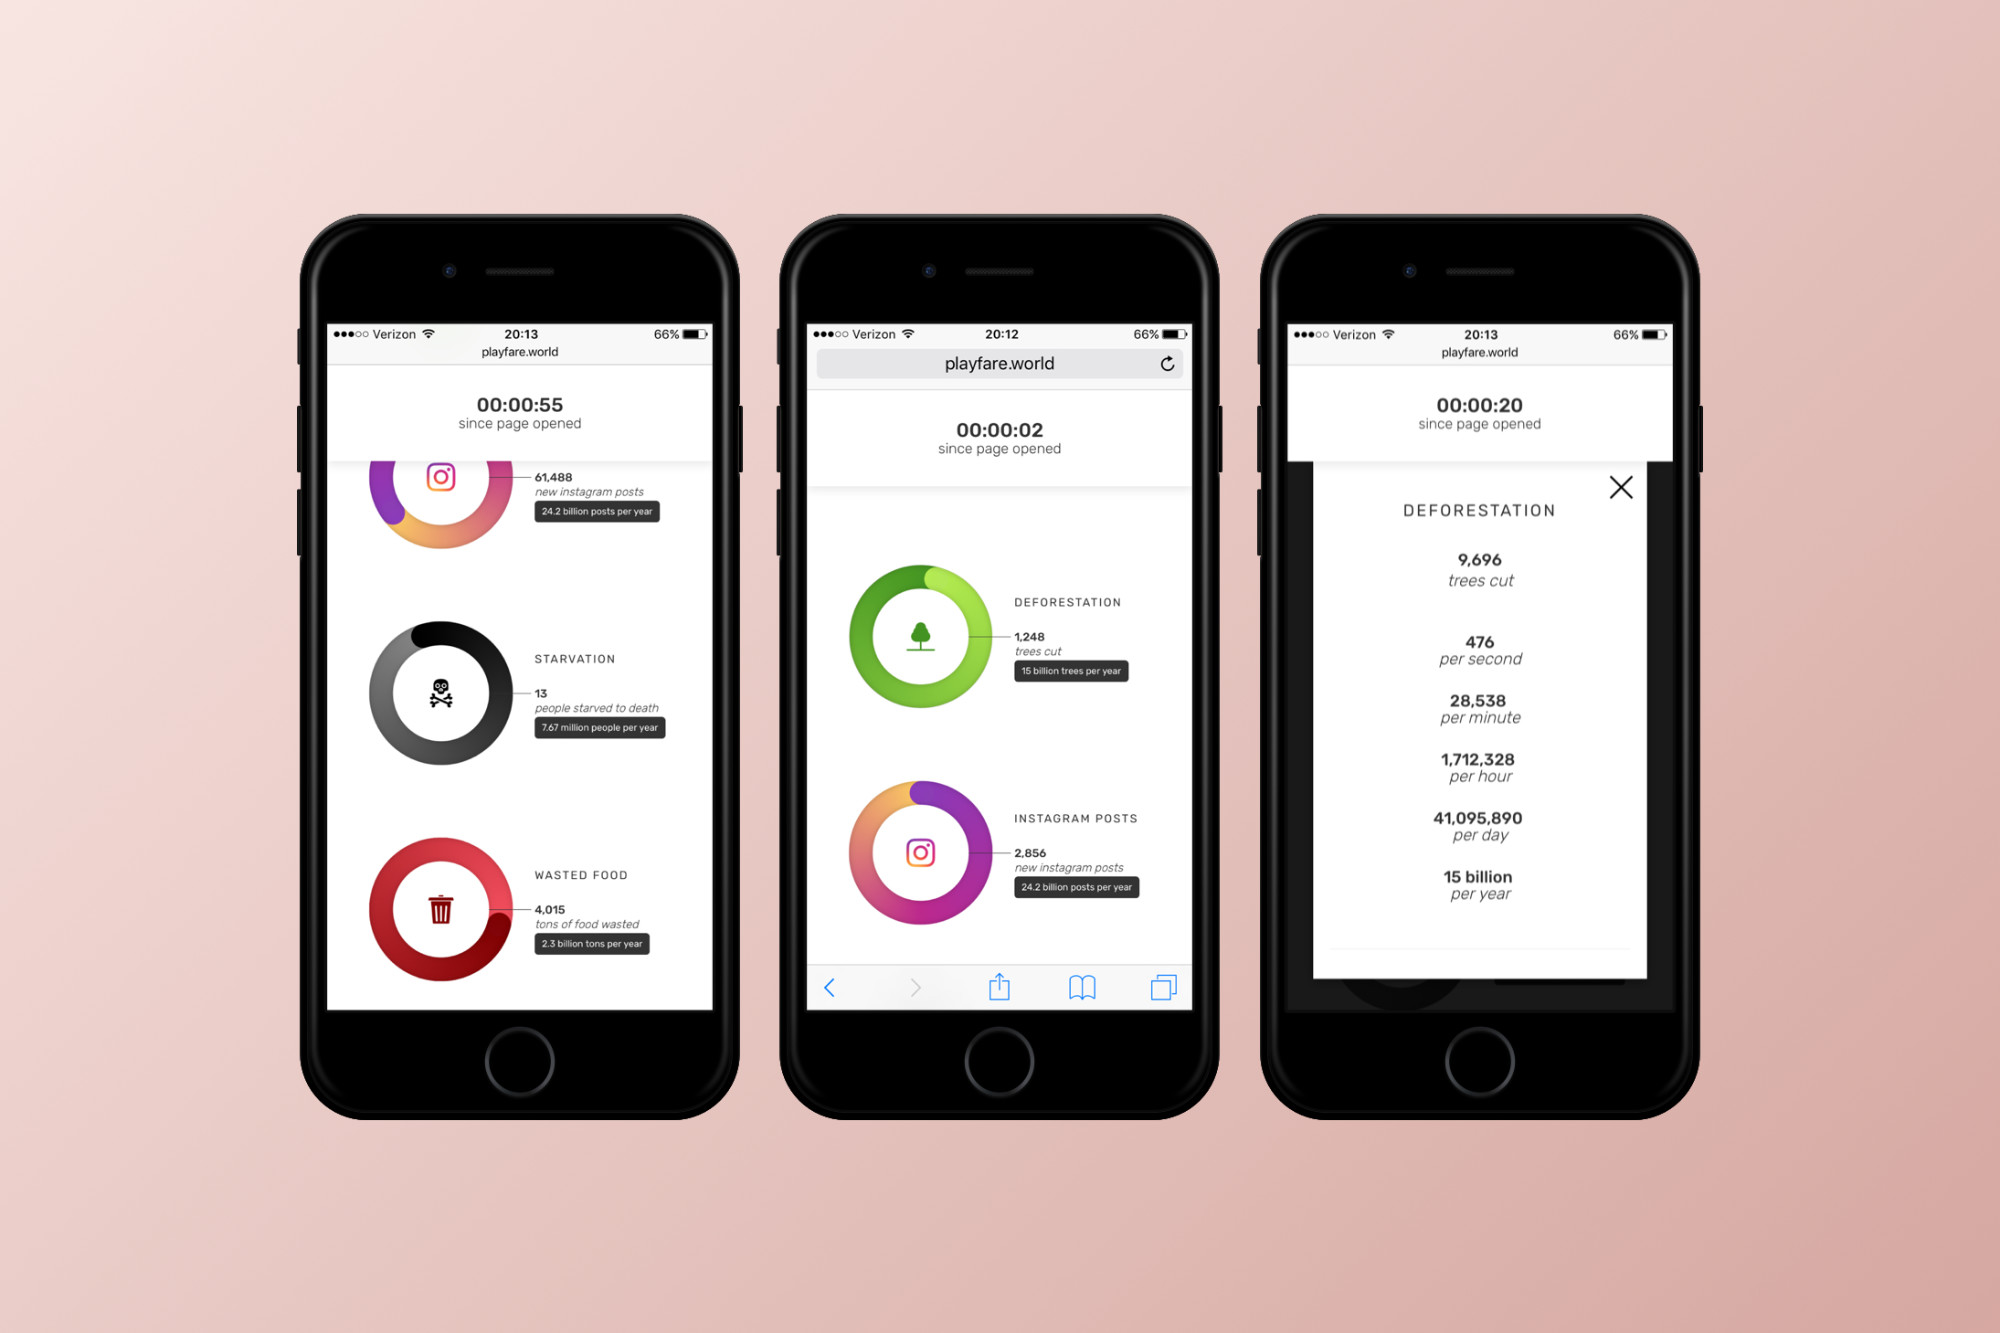 Verizon 20:13 66%
playfare.world
00:00:55
since page opened
61,488
new instagram posts
24.2 billion posts per year
STARVATION
13
people starved to death
7.67 million people per year
WASTED FOOD
4,015
tons of food wasted
2.3 billion tons per year
Verizon 20:12 66%
playfare.world
00:00:02
since page opened
DEFORESTATION
1,248
trees cut
15 billion trees per year
INSTAGRAM POSTS
2,856
new instagram posts
24.2 billion posts per year
Verizon 20:13 66%
playfare.world
00:00:20
since page opened
DEFORESTATION
9,696
trees cut
476
per second
28,538
per minute
1,712,328
per hour
41,095,890
per day
15 billion
per year